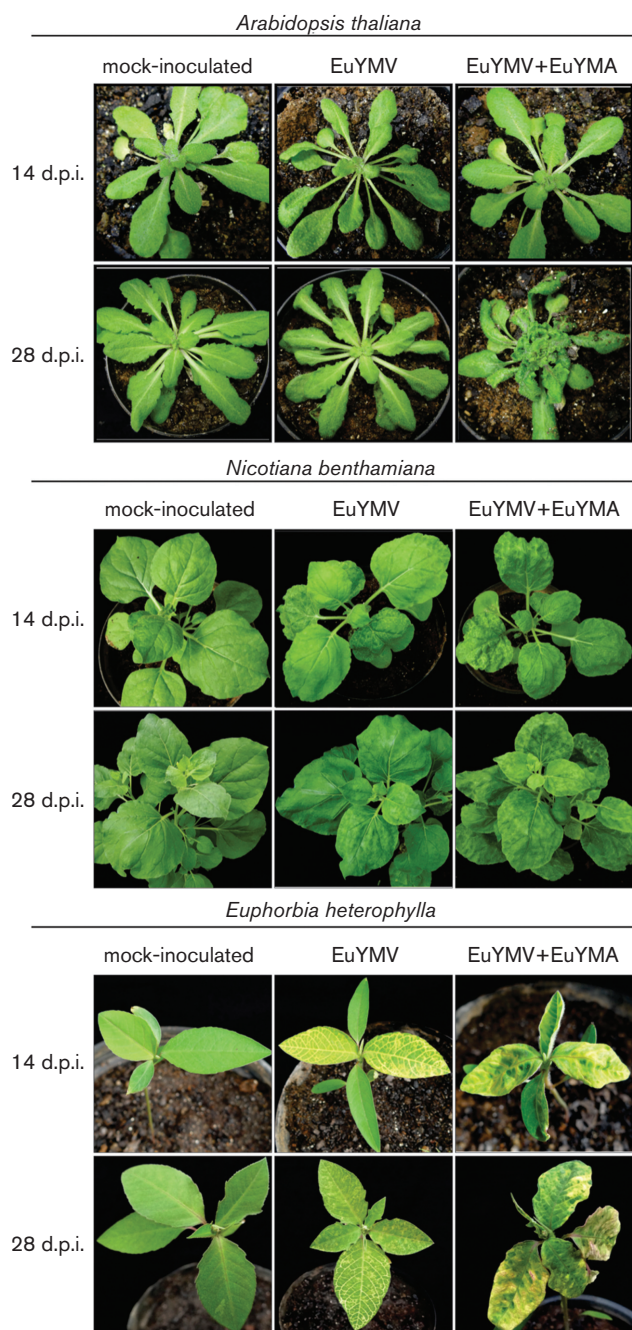 Arabidopsis thaliana
mock-inoculated EuYMV EuYMV+EuYMA
14 d.p.i.
28 d.p.i.
Nicotiana benthamiana
mock-inoculated EuYMV EuYMV+EuYMA
14 d.p.i.
28 d.p.i.
Euphorbia heterophylla
mock-inoculated EuYMV EuYMV+EuYMA
14 d.p.i.
28 d.p.i.